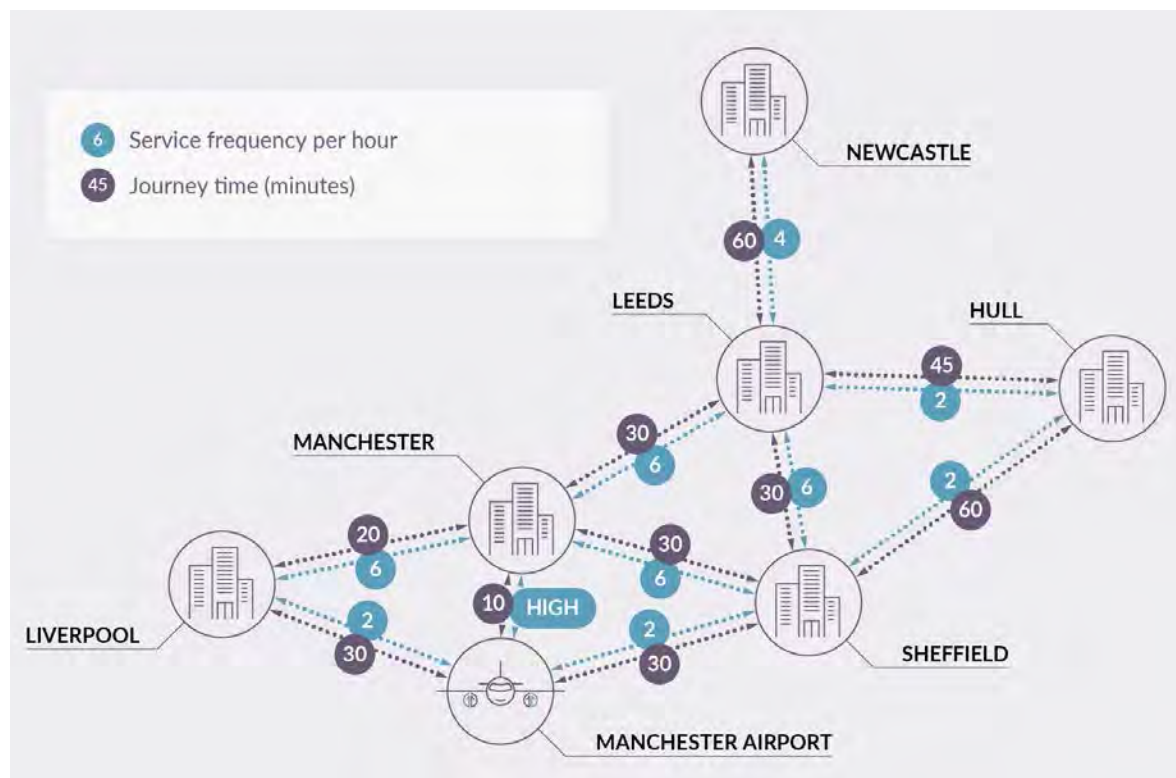 6 Service frequency per hour
45 Journey time (minutes)
NEWCASTLE
60 4
LEEDS
HULL
45
2
MANCHESTER
30
6
30 6
2
60
20
6
30
6
10 HIGH
LIVERPOOL
2
30
2
30
SHEFFIELD
MANCHESTER AIRPORT